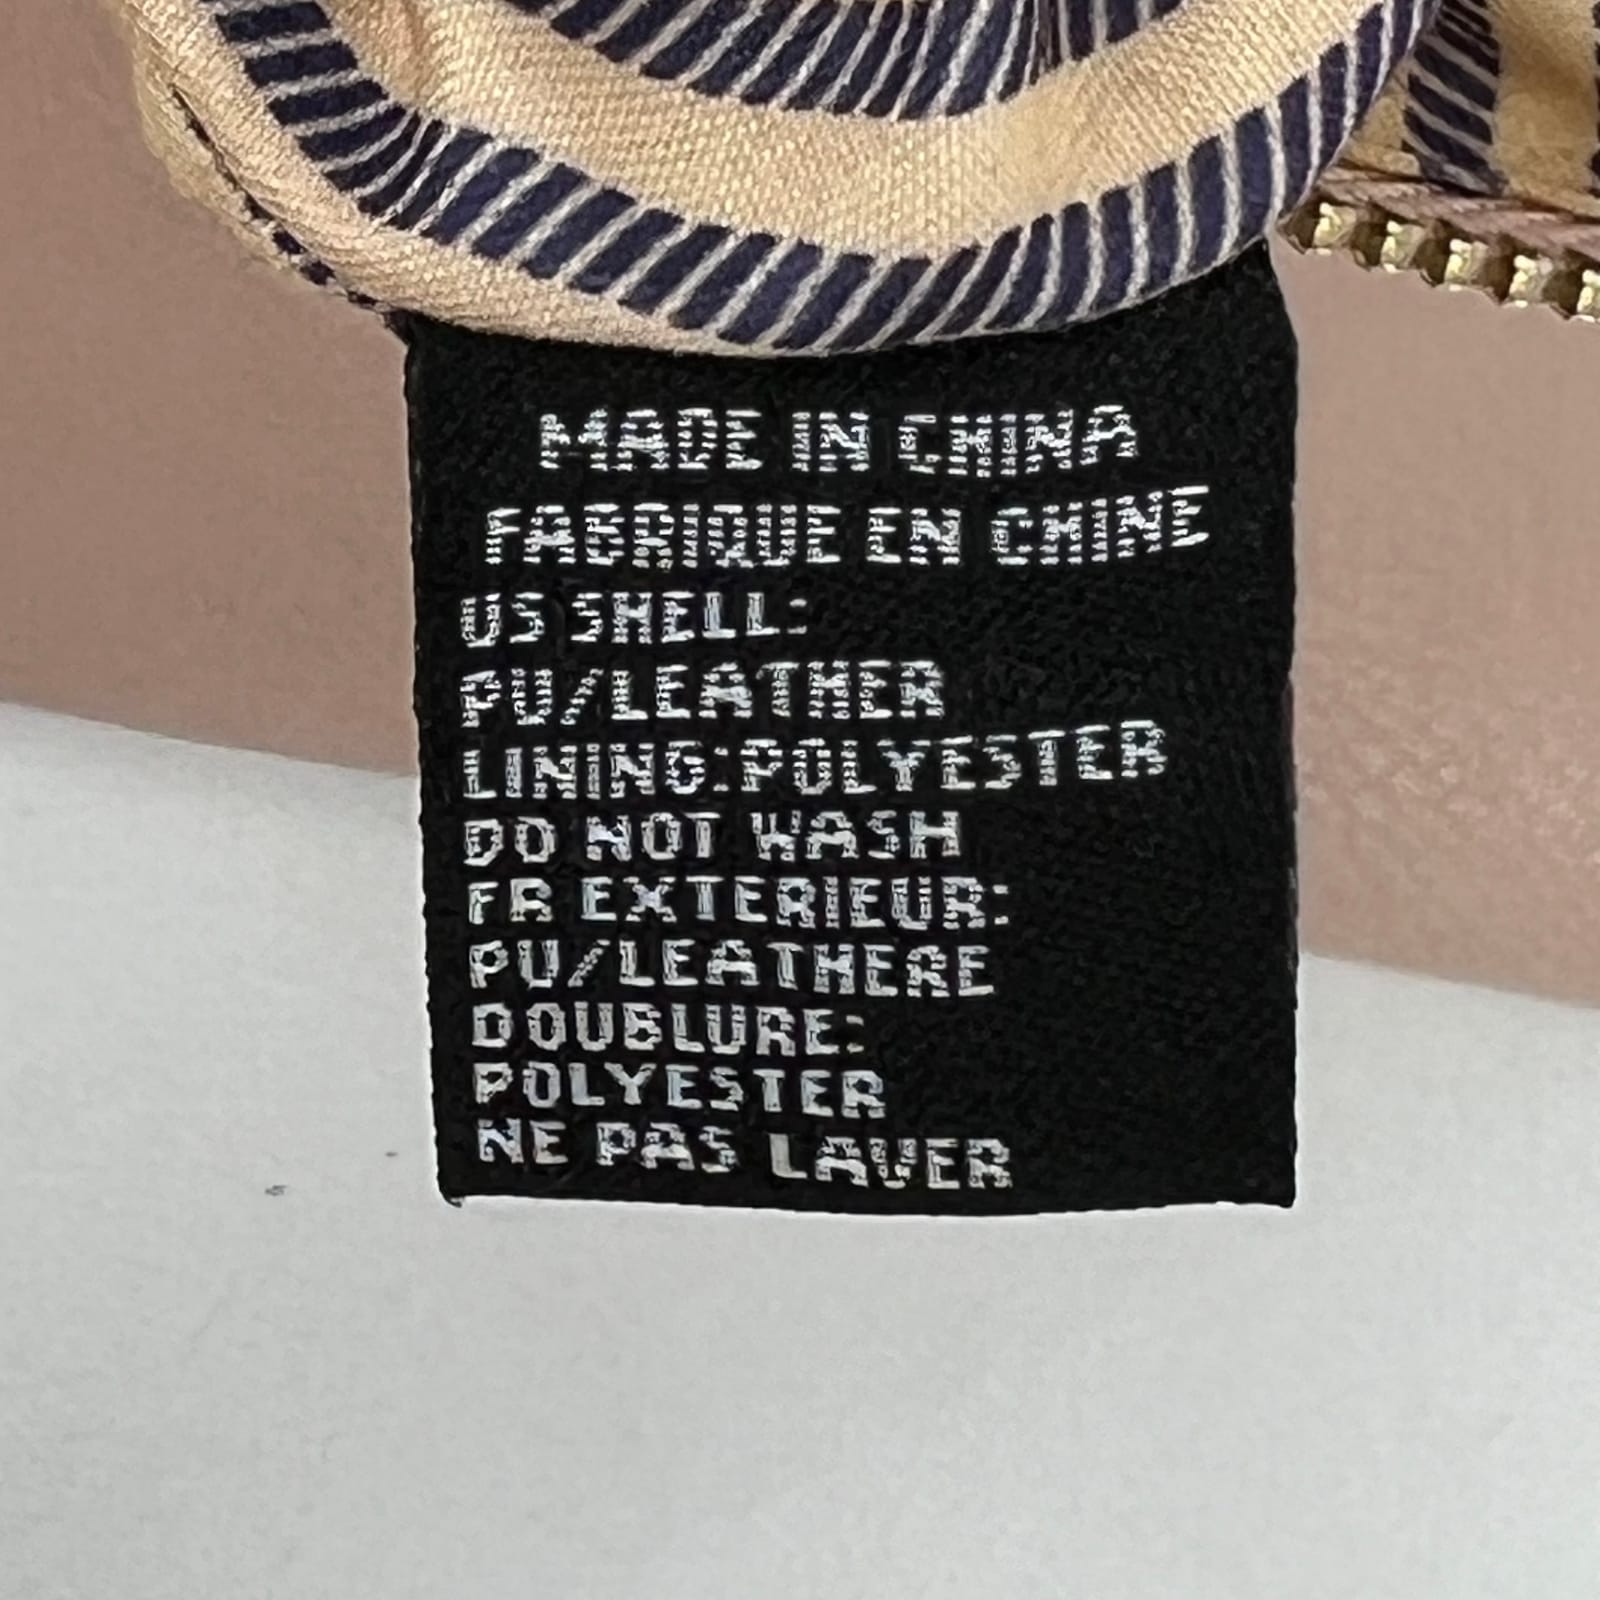 MADE IN CHINA
FABRIQUE EN CHINE
US SHELL:
PU/LEATHER
LINING:POLYESTER
DO NOT WASH
FR EXTERIEUR:
PU/LEATHERE
DOUBLURE:
POLYESTER
NE PAS LAVER